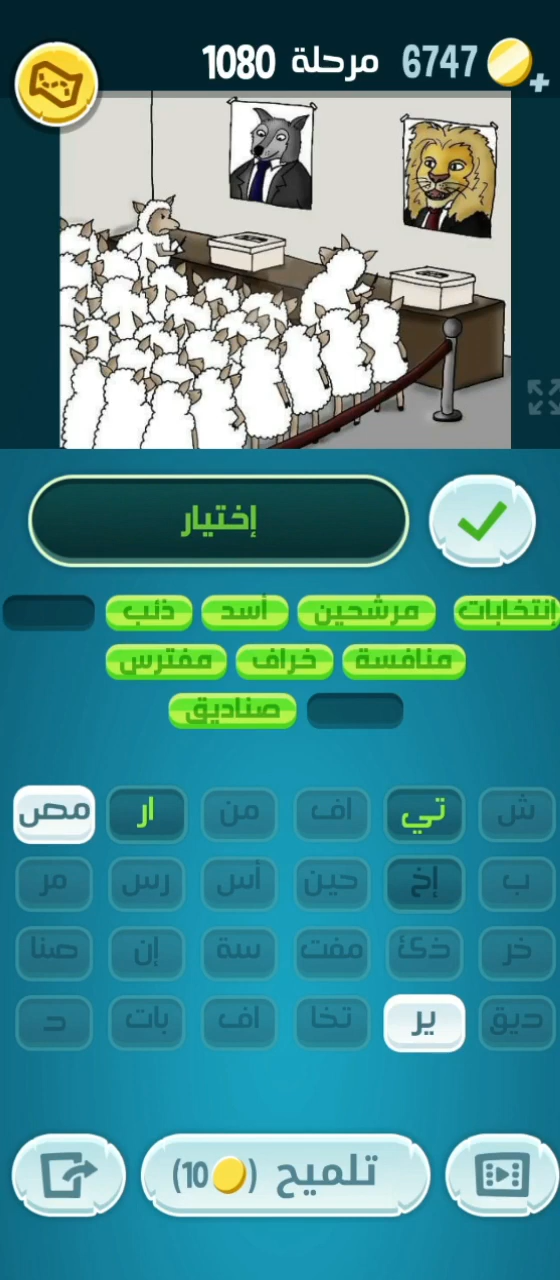 6747 مرحلة 1080
إختيار
إنتخابات مرشحين أسد ذئب
منافسة خراف مفترس
صناديق
ش تي اف من ار مص
ب إخ حين أس رس مر
خر ذئ مفت سة إن صنا
ديق ير تخا اف بات د
تلميح (10)